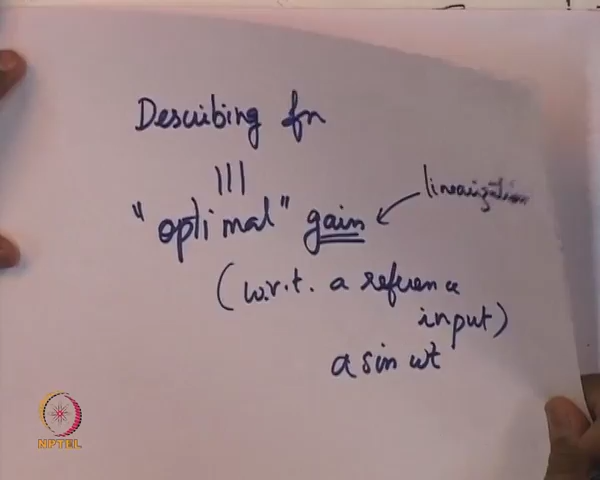 Describing fn
"optimal" gain
linearization
(w.r.t. a reference
input)
a sin ωt
NPTEL